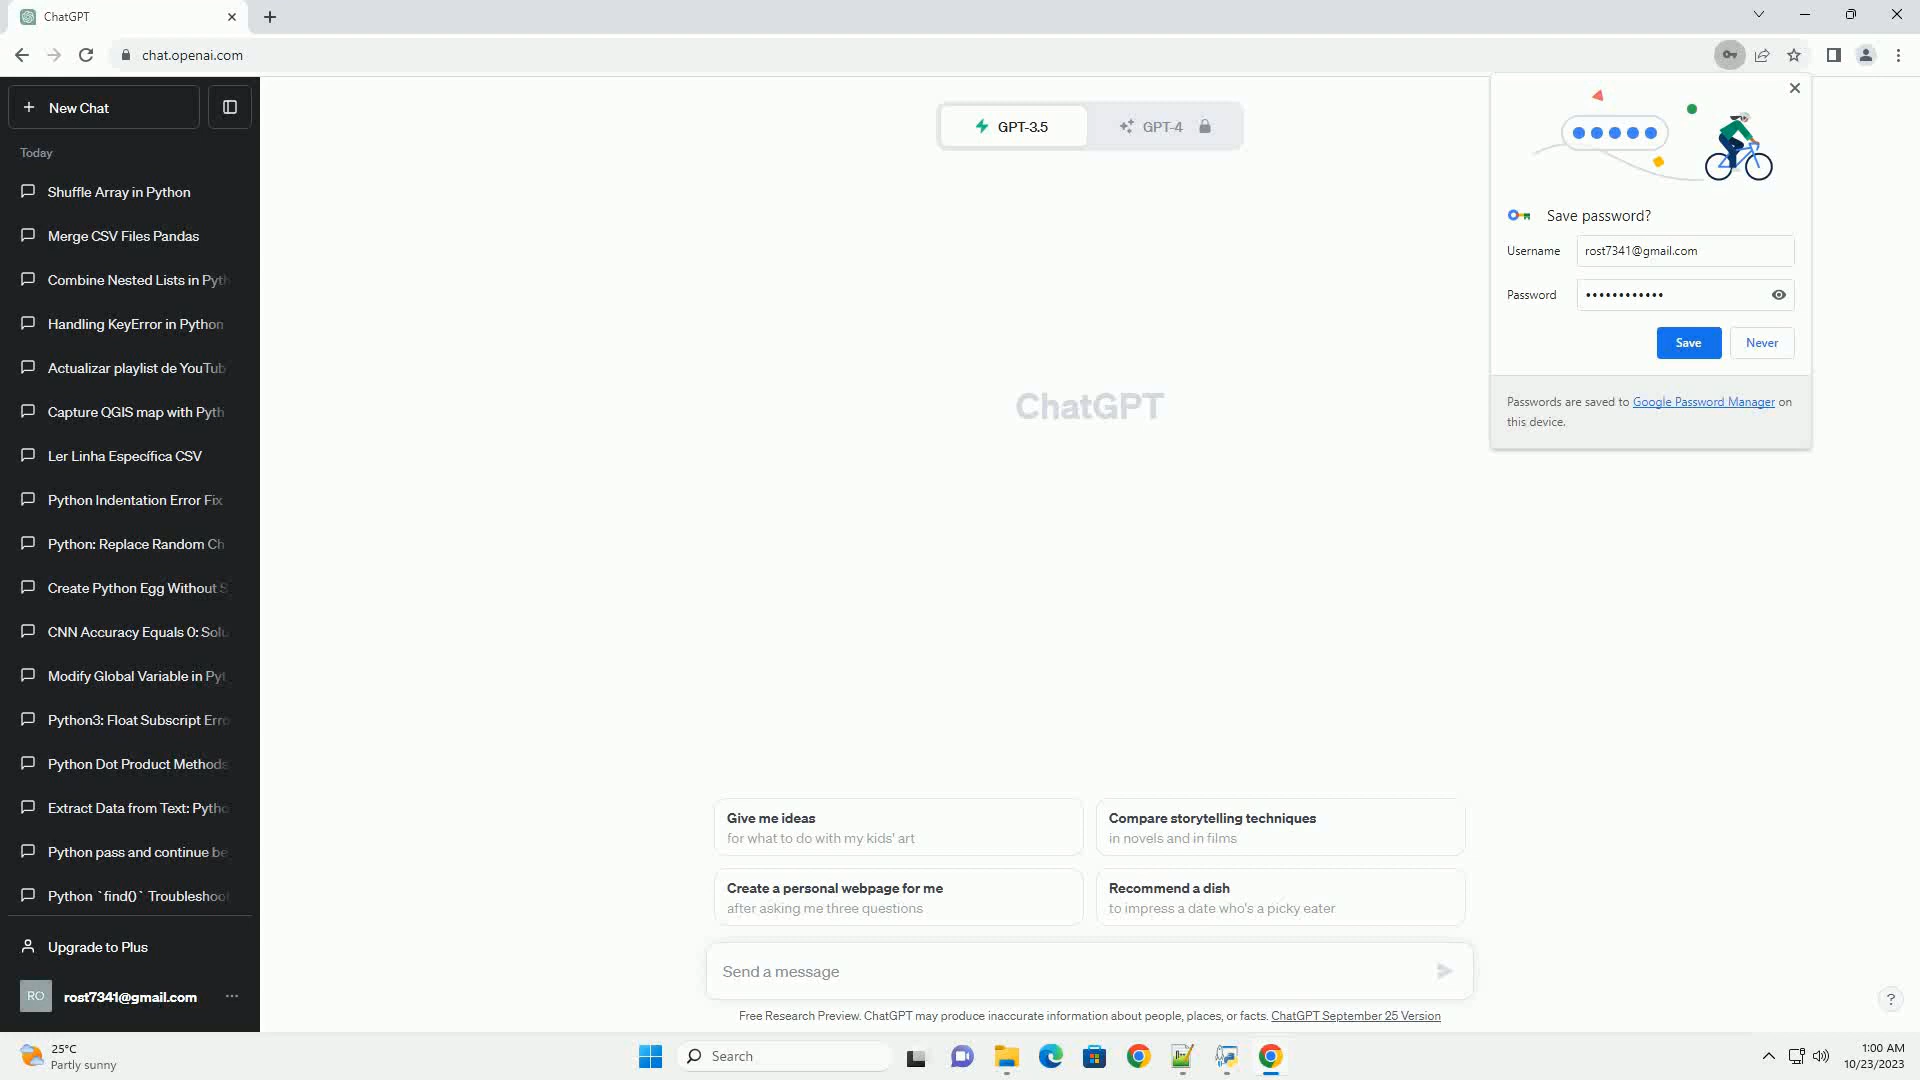 ChatGPT
chat.openai.com
New Chat
Today
Shuffle Array in Python
Merge CSV Files Pandas
Combine Nested Lists in Pyth
Handling KeyError in Python
Actualizar playlist de YouTub
Capture QGIS map with Pyth
Ler Linha Específica CSV
Python Indentation Error Fix
Python: Replace Random Ch
Create Python Egg Without S
CNN Accuracy Equals 0: Solu
Modify Global Variable in Pyt
Python3: Float Subscript Erro
Python Dot Product Methods
Extract Data from Text: Pytho
Python pass and continue be
Python `find()` Troubleshoot
Upgrade to Plus
RO rost7341@gmail.com
GPT-3.5 GPT-4
ChatGPT
Save password?
Username rost7341@gmail.com
Password ••••••••••••
Save Never
Passwords are saved to Google Password Manager on
this device.
Give me ideas
for what to do with my kids' art
Compare storytelling techniques
in novels and in films
Create a personal webpage for me
after asking me three questions
Recommend a dish
to impress a date who's a picky eater
Send a message
Free Research Preview. ChatGPT may produce inaccurate information about people, places, or facts. ChatGPT September 25 Version
?
25°C
Partly sunny
Search
1:00 AM
10/23/2023